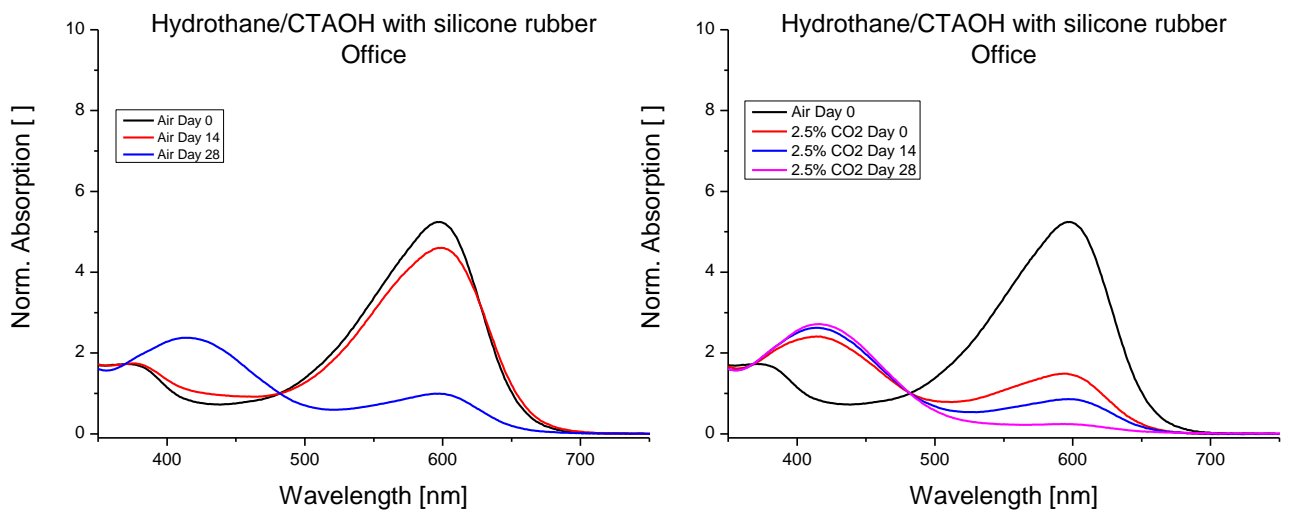 Hydrothane/CTAOH with silicone rubber
Office
10
8
6
4
2
0
Norm. Absorption [ ]
Air Day 0
Air Day 14
Air Day 28
400
500
600
700
Wavelength [nm]
Hydrothane/CTAOH with silicone rubber
Office
10
8
6
4
2
0
Norm. Absorption [ ]
Air Day 0
2.5% CO2 Day 0
2.5% CO2 Day 14
2.5% CO2 Day 28
400
500
600
700
Wavelength [nm]